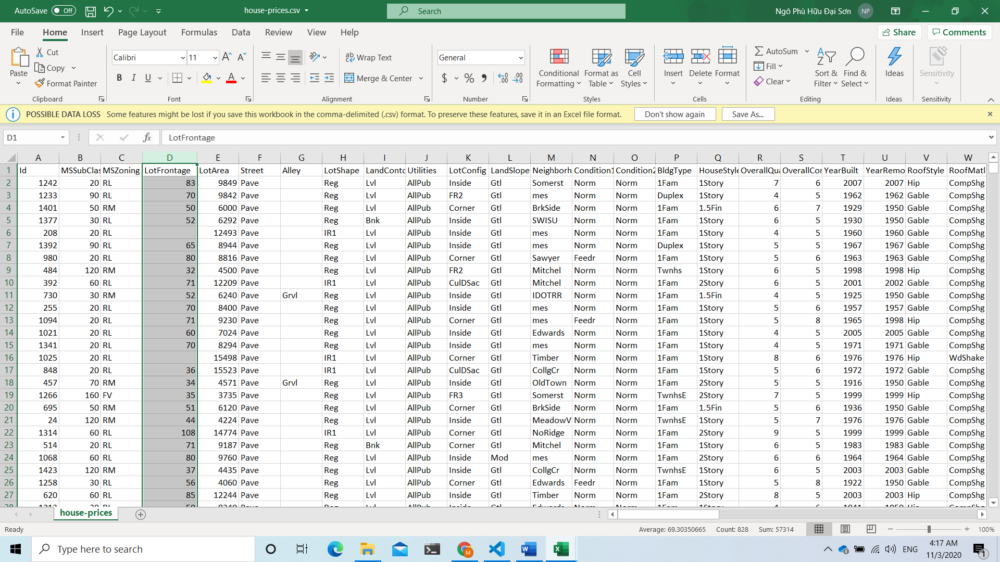 AutoSave Off house-prices.csv Search Ngô Phù Hữu Đại Sơn NP
File Home Insert Page Layout Formulas Data Review View Help Share Comments
Paste Cut Copy Format Painter Clipboard
Calibri 11 B I U A Font
Wrap Text Merge & Center Alignment
General $ % Number
Conditional Formatting Format as Table Cell Styles Styles
Insert Delete Format Cells
AutoSum Fill Clear Sort & Filter Find & Select Editing
Ideas Ideas
Sensitivity Sensitivity
POSSIBLE DATA LOSS Some features might be lost if you save this workbook in the comma-delimited (.csv) format. To preserve these features, save it in an Excel file format. Don't show again Save As...
D1 fx LotFrontage
A B C D E F G H I J K L M N O P Q R S T U V W
1 Id MSSubClas MSZoning LotFrontage LotArea Street Alley LotShape LandConto Utilities LotConfig LandSlope Neighborh Condition1 Condition2 BldgType HouseStyle OverallQua OverallCon YearBuilt YearRemo RoofStyle RoofMatl
2 1242 20 RL 83 9849 Pave Reg Lvl AllPub Inside Gtl Somerst Norm Norm 1Fam 1Story 7 6 2007 2007 Hip CompShg
3 1233 90 RL 70 9842 Pave Reg Lvl AllPub FR2 Gtl mes Norm Norm Duplex 1Story 4 5 1962 1962 Gable CompShg
4 1401 50 RM 50 6000 Pave Reg Lvl AllPub Corner Gtl BrkSide Norm Norm 1Fam 1.5Fin 6 7 1929 1950 Gable CompShg
5 1377 30 RL 52 6292 Pave Reg Bnk AllPub Inside Gtl SWISU Norm Norm 1Fam 1Story 6 5 1930 1950 Gable CompShg
6 208 20 RL 12493 Pave IR1 Lvl AllPub Inside Gtl mes Norm Norm 1Fam 1Story 4 5 1960 1960 Gable CompShg
7 1392 90 RL 65 8944 Pave Reg Lvl AllPub Inside Gtl mes Norm Norm Duplex 1Story 5 5 1967 1967 Gable CompShg
8 980 20 RL 80 8816 Pave Reg Lvl AllPub Corner Gtl Sawyer Feedr Norm 1Fam 1Story 5 6 1963 1963 Gable CompShg
9 484 120 RM 32 4500 Pave Reg Lvl AllPub FR2 Gtl Mitchel Norm Norm Twnhs 1Story 6 5 1998 1998 Hip CompShg
10 392 60 RL 71 12209 Pave IR1 Lvl AllPub CulDSac Gtl Mitchel Norm Norm 1Fam 2Story 6 5 2001 2002 Gable CompShg
11 730 30 RM 52 6240 Pave Grvl Reg Lvl AllPub Inside Gtl IDOTRR Norm Norm 1Fam 1.5Fin 4 5 1925 1950 Gable CompShg
12 255 20 RL 70 8400 Pave Reg Lvl AllPub Inside Gtl mes Norm Norm 1Fam 1Story 5 6 1957 1957 Gable CompShg
13 1094 20 RL 71 9230 Pave Reg Lvl AllPub Corner Gtl mes Feedr Norm 1Fam 1Story 5 8 1965 1998 Hip CompShg
14 1021 20 RL 60 7024 Pave Reg Lvl AllPub Inside Gtl Edwards Norm Norm 1Fam 1Story 4 5 2005 2005 Gable CompShg
15 1341 20 RL 70 8294 Pave Reg Lvl AllPub Inside Gtl mes Norm Norm 1Fam 1Story 4 5 1971 1971 Gable CompShg
16 1025 20 RL 15498 Pave IR1 Lvl AllPub Corner Gtl Timber Norm Norm 1Fam 1Story 8 6 1976 1976 Hip WdShake
17 848 20 RL 36 15523 Pave IR1 Lvl AllPub CulDSac Gtl CollgCr Norm Norm 1Fam 1Story 5 6 1972 1972 Gable CompShg
18 457 70 RM 34 4571 Pave Grvl Reg Lvl AllPub Inside Gtl OldTown Norm Norm 1Fam 2Story 5 5 1916 1950 Gable CompShg
19 1266 160 FV 35 3735 Pave Reg Lvl AllPub FR3 Gtl Somerst Norm Norm TwnhsE 2Story 7 5 1999 1999 Hip CompShg
20 695 50 RM 51 6120 Pave Reg Lvl AllPub Corner Gtl BrkSide Norm Norm 1Fam 1.5Fin 5 6 1936 1950 Gable CompShg
21 24 120 RM 44 4224 Pave Reg Lvl AllPub Inside Gtl MeadowV Norm Norm TwnhsE 1Story 5 7 1976 1976 Gable CompShg
22 1314 60 RL 108 14774 Pave IR1 Lvl AllPub Corner Gtl NoRidge Norm Norm 1Fam 2Story 9 5 1999 1999 Gable CompShg
23 514 20 RL 71 9187 Pave Reg Bnk AllPub Corner Gtl Mitchel Norm Norm 1Fam 1Story 6 5 1983 1983 Gable CompShg
24 1068 60 RL 80 9760 Pave Reg Lvl AllPub Inside Mod mes Norm Norm 1Fam 2Story 6 6 1964 1964 Gable CompShg
25 1423 120 RM 37 4435 Pave Reg Lvl AllPub Inside Gtl CollgCr Norm Norm TwnhsE 1Story 6 5 2003 2003 Gable CompShg
26 1258 30 RL 56 4060 Pave Reg Lvl AllPub Corner Gtl Edwards Feedr Norm 1Fam 1Story 5 8 1922 1950 Gable CompShg
27 620 60 RL 85 12244 Pave Reg Lvl AllPub Inside Gtl Timber Norm Norm 1Fam 2Story 8 5 2003 2003 Hip CompShg
house-prices
Ready Average: 69.30350665 Count: 828 Sum: 57314 100%
Type here to search ENG 4:17 AM
11/3/2020 1